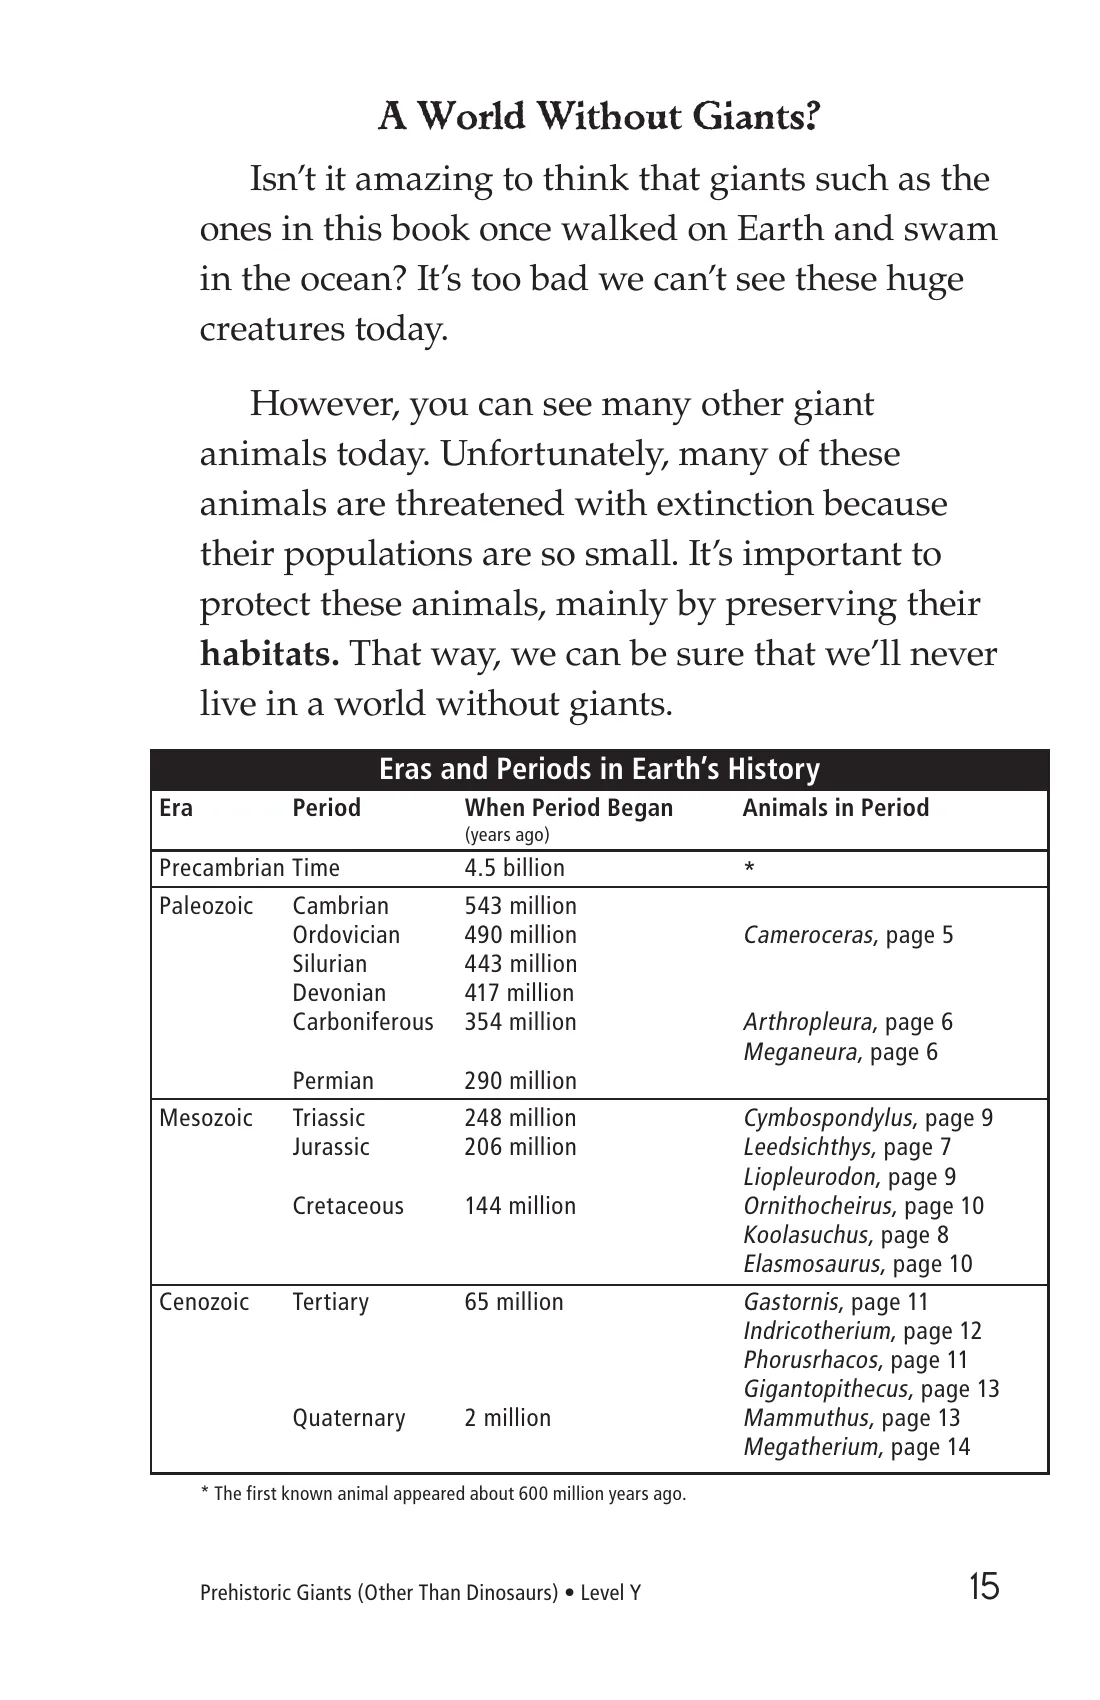 A World Without Giants?
Isn’t it amazing to think that giants such as the
ones in this book once walked on Earth and swam
in the ocean? It’s too bad we can’t see these huge
creatures today.
However, you can see many other giant
animals today. Unfortunately, many of these
animals are threatened with extinction because
their populations are so small. It’s important to
protect these animals, mainly by preserving their
habitats. That way, we can be sure that we’ll never
live in a world without giants.
Eras and Periods in Earth’s History
Era Period When Period Began Animals in Period
(years ago)
Precambrian Time 4.5 billion *
Paleozoic Cambrian 543 million
Ordovician 490 million Cameroceras, page 5
Silurian 443 million
Devonian 417 million
Carboniferous 354 million Arthropleura, page 6
Meganeura, page 6
Permian 290 million
Mesozoic Triassic 248 million Cymbospondylus, page 9
Jurassic 206 million Leedsichthys, page 7
Liopleurodon, page 9
Cretaceous 144 million Ornithocheirus, page 10
Koolasuchus, page 8
Elasmosaurus, page 10
Cenozoic Tertiary 65 million Gastornis, page 11
Indricotherium, page 12
Phorusrhacos, page 11
Gigantopithecus, page 13
Quaternary 2 million Mammuthus, page 13
Megatherium, page 14
* The first known animal appeared about 600 million years ago.
Prehistoric Giants (Other Than Dinosaurs) • Level Y 15